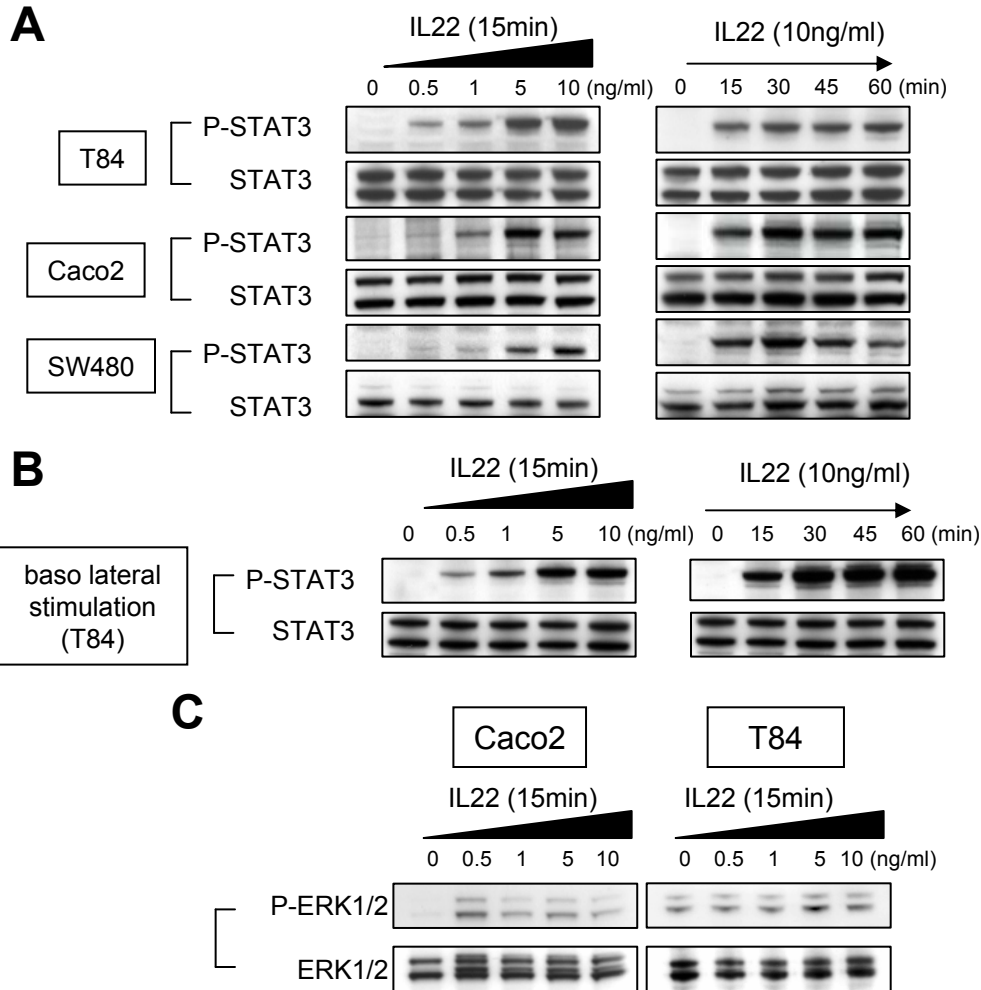 A
IL22 (15min)
IL22 (10ng/ml)
0 0.5 1 5 10 (ng/ml)
0 15 30 45 60 (min)
T84
P-STAT3
STAT3
Caco2
P-STAT3
STAT3
SW480
P-STAT3
STAT3
B
IL22 (15min)
IL22 (10ng/ml)
0 0.5 1 5 10 (ng/ml)
0 15 30 45 60 (min)
baso lateral
stimulation
(T84)
P-STAT3
STAT3
C
Caco2
T84
IL22 (15min)
IL22 (15min)
0 0.5 1 5 10
0 0.5 1 5 10 (ng/ml)
P-ERK1/2
ERK1/2